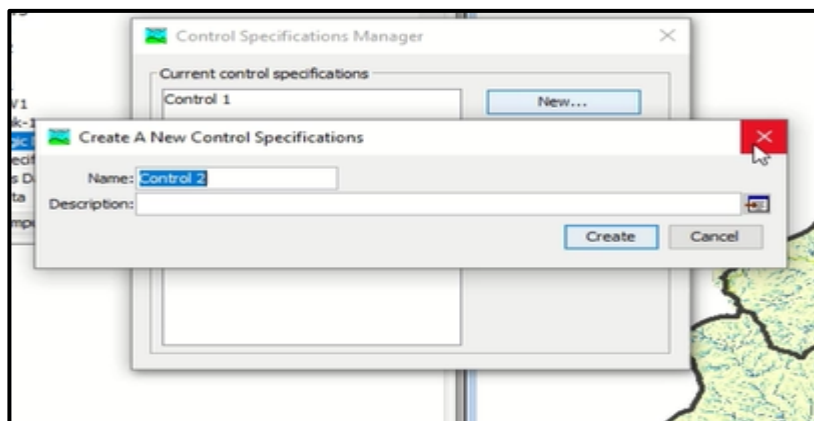 Control Specifications Manager
Current control specifications
Control 1
New...
Create A New Control Specifications
Name: Control 2
Description:
Create Cancel